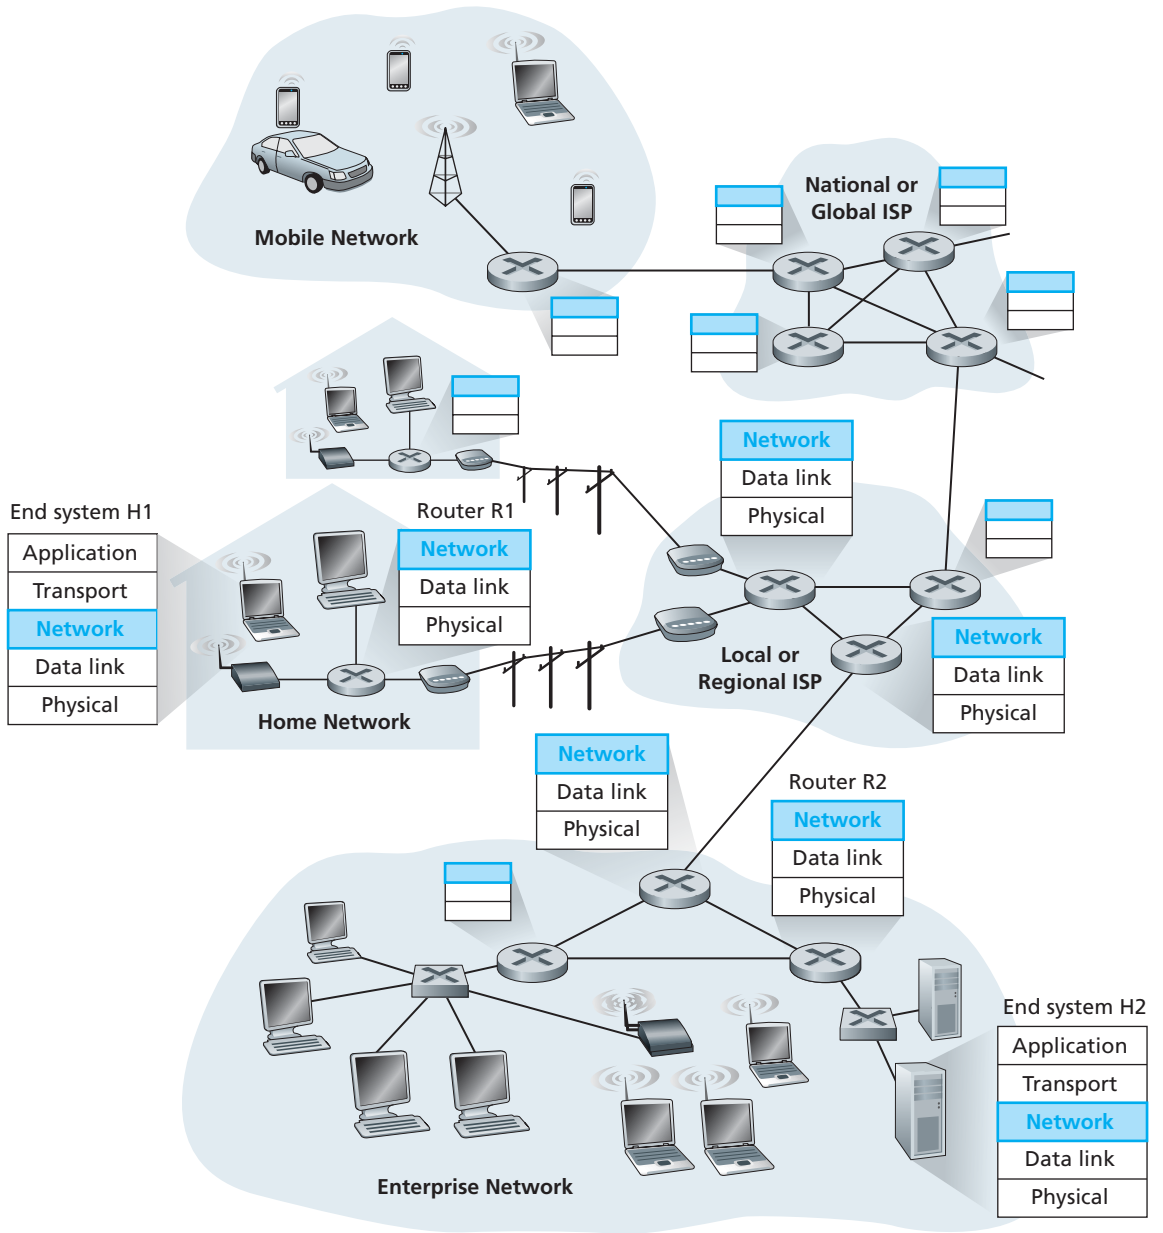 National or
Global ISP
Mobile Network
Network
Data link
Physical
End system H1
Application
Transport
Network
Data link
Physical
Router R1
Network
Data link
Physical
Home Network
Local or
Regional ISP
Network
Data link
Physical
Network
Data link
Physical
Router R2
Network
Data link
Physical
End system H2
Application
Transport
Network
Data link
Physical
Enterprise Network